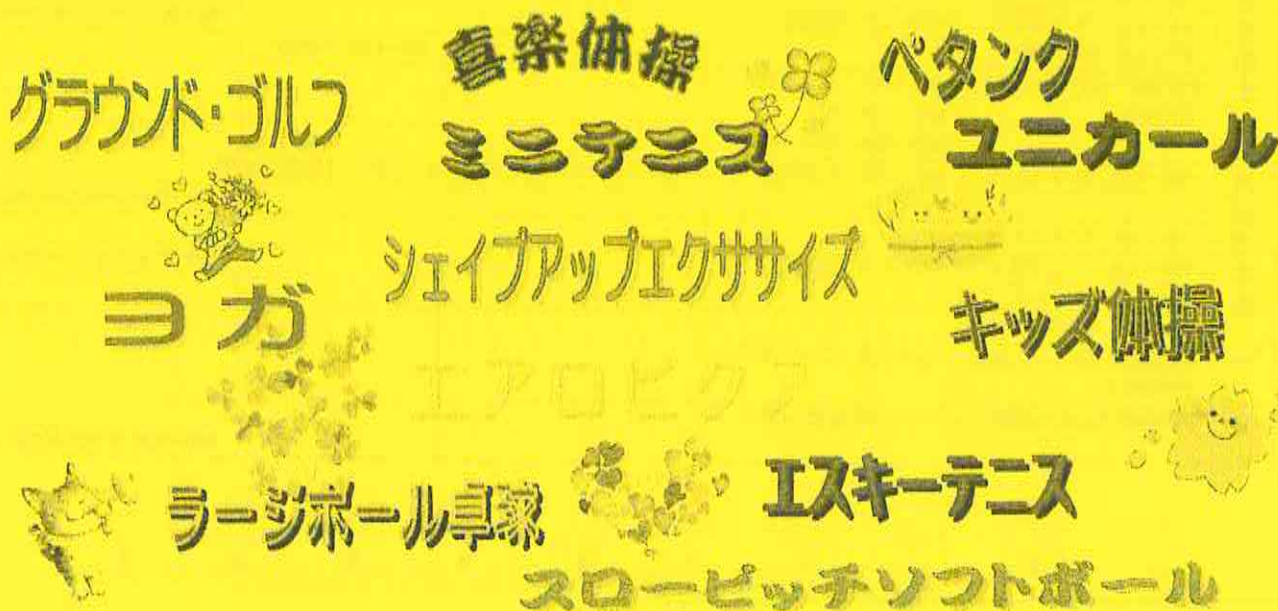 喜楽体操
ペタンク
グラウンド・ゴルフ
ミニテニス
ユニカール
シェイプアップエクササイズ
ヨガ
キッズ体操
エアロビクス
エスキーテニス
ラージボール卓球
スローピッチソフトボール